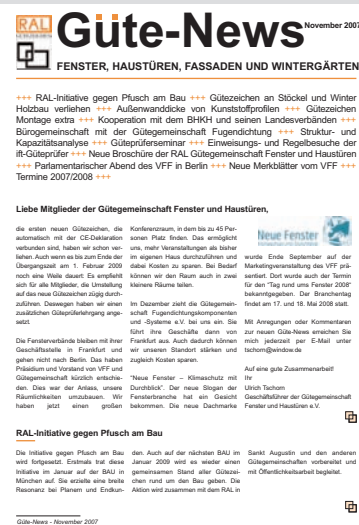 RAL
Güte-News
November 2007
FENSTER, HAUSTÜREN, FASSADEN UND WINTERGÄRTEN
+++ RAL-Initiative gegen Pfusch am Bau +++ Gütezeichen an Stöckel und Winter
Holzbau verliehen +++ Außenwanddicke von Kunststoffprofilen +++ Gütezeichen
Montage extra +++ Kooperation mit dem BHKH und seinen Landesverbänden +++
Bürogemeinschaft mit der Gütegemeinschaft Fugendichtung +++ Struktur- und
Kapazitätsanalyse +++ Güteprüferseminar +++ Einweisungs- und Regelbesuche der
ift-Güteprüfer +++ Neue Broschüre der RAL Gütegemeinschaft Fenster und Haustüren
+++ Parlamentarischer Abend des VFF in Berlin +++ Neue Merkblätter vom VFF +++
Termine 2007/2008 +++
Liebe Mitglieder der Gütegemeinschaft Fenster und Haustüren,
die ersten neuen Gütezeichen, die
automatisch mit der CE-Deklaration
verbunden sind, haben wir schon ver-
liehen. Auch wenn es bis zum Ende der
Übergangszeit am 1. Februar 2009
noch eine Weile dauert: Es empfiehlt
sich für alle Mitglieder, die Umstellung
auf das neue Gütezeichen zügig durch-
zuführen. Deswegen haben wir einen
zusätzlichen Güteprüferlehrgang ange-
setzt.
Die Fensterverbände bleiben mit ihrer
Geschäftsstelle in Frankfurt und
gehen nicht nach Berlin. Das haben
Präsidium und Vorstand von VFF und
Gütegemeinschaft kürzlich entschie-
den. Dies war der Anlass, unsere
Räumlichkeiten umzubauen. Wir
haben jetzt einen großen
Konferenzraum, in dem bis zu 45 Per-
sonen Platz finden. Das ermöglicht
uns, mehr Veranstaltungen als bisher
im eigenen Haus durchzuführen und
dabei Kosten zu sparen. Bei Bedarf
können wir den Raum auch in zwei
kleinere Räume teilen.
Im Dezember zieht die Gütegemein-
schaft Fugendichtungskomponenten
und -Systeme e.V. bei uns ein. Sie
führt ihre Geschäfte dann von
Frankfurt aus. Auch dadurch können
wir unseren Standort stärken und
zugleich Kosten sparen.
"Neue Fenster – Klimaschutz mit
Durchblick". Der neue Slogan der
Fensterbranche hat ein Gesicht
bekommen. Die neue Dachmarke
Neue Fenster
wurde Ende September auf der
Marketingveranstaltung des VFF prä-
sentiert. Dort wurde auch der Termin
für den "Tag rund ums Fenster 2008"
bekanntgegeben. Der Branchentag
findet am 17. und 18. Mai 2008 statt.
Mit Anregungen oder Kommentaren
zur neuen Güte-News erreichen Sie
mich jederzeit per E-Mail unter
tschorn@window.de
Auf eine gute Zusammenarbeit!
Ihr
Ulrich Tschorn
Geschäftsführer der Gütegemeinschaft
Fenster und Haustüren e.V.
RAL-Initiative gegen Pfusch am Bau
Die Initiative gegen Pfusch am Bau
wird fortgesetzt. Erstmals trat diese
Initiative im Januar auf der BAU in
München auf. Sie erzielte eine breite
Resonanz bei Planern und Endkun-
den. Auch auf der nächsten BAU im
Januar 2009 wird es wieder einen
gemeinsamen Stand aller Gütezei-
chen rund um den Bau geben. Die
Aktion wird zusammen mit dem RAL in
Sankt Augustin und den anderen
Gütegemeinschaften vorbereitet und
mit Öffentlichkeitsarbeit begleitet.
Güte-News - November 2007